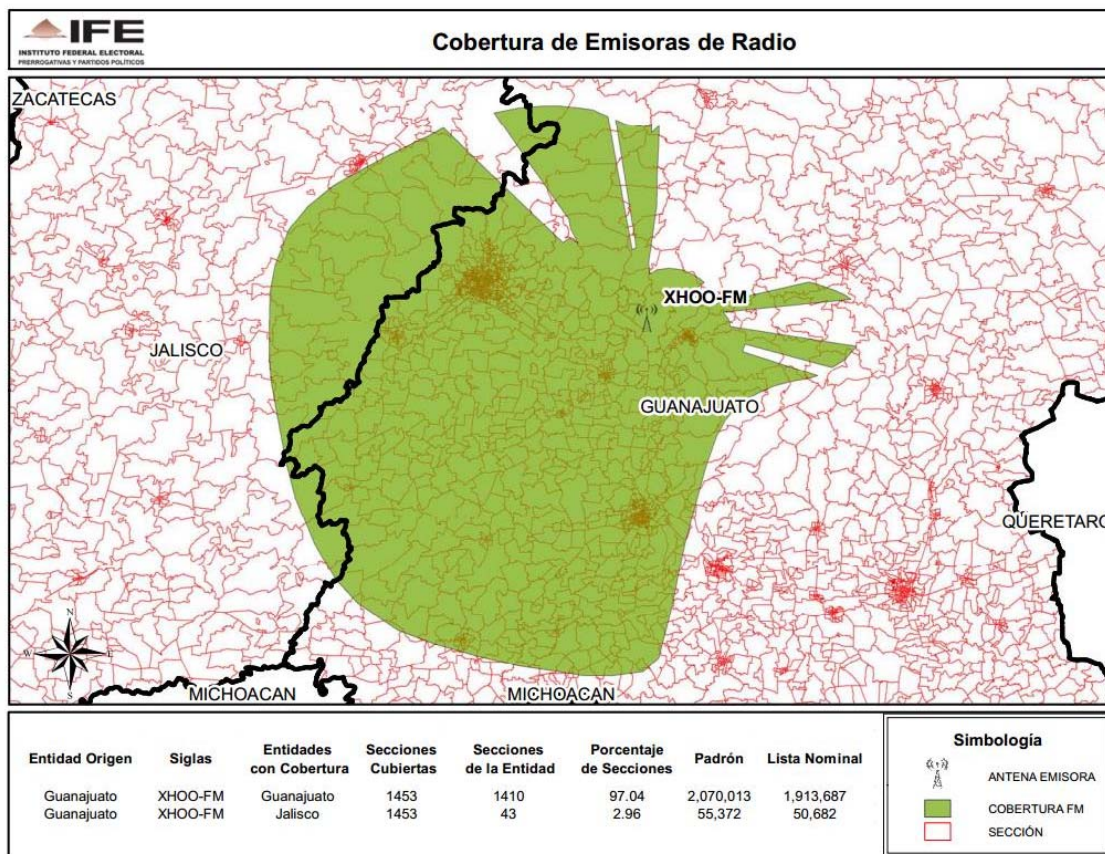 IFE
INSTITUTO FEDERAL ELECTORAL
PRERROGATIVAS Y PARTIDOS POLÍTICOS
Cobertura de Emisoras de Radio
ZACATECAS
XHOO-FM
JALISCO
GUANAJUATO
QUERETARO
N
W E
S
MICHOACAN MICHOACAN
Entidad Origen Siglas Entidades con Cobertura Secciones Cubiertas Secciones de la Entidad Porcentaje de Secciones Padrón Lista Nominal
Guanajuato XHOO-FM Guanajuato 1453 1410 97.04 2,070,013 1,913,687
Guanajuato XHOO-FM Jalisco 1453 43 2.96 55,372 50,682
Simbología
ANTENA EMISORA
COBERTURA FM
SECCIÓN